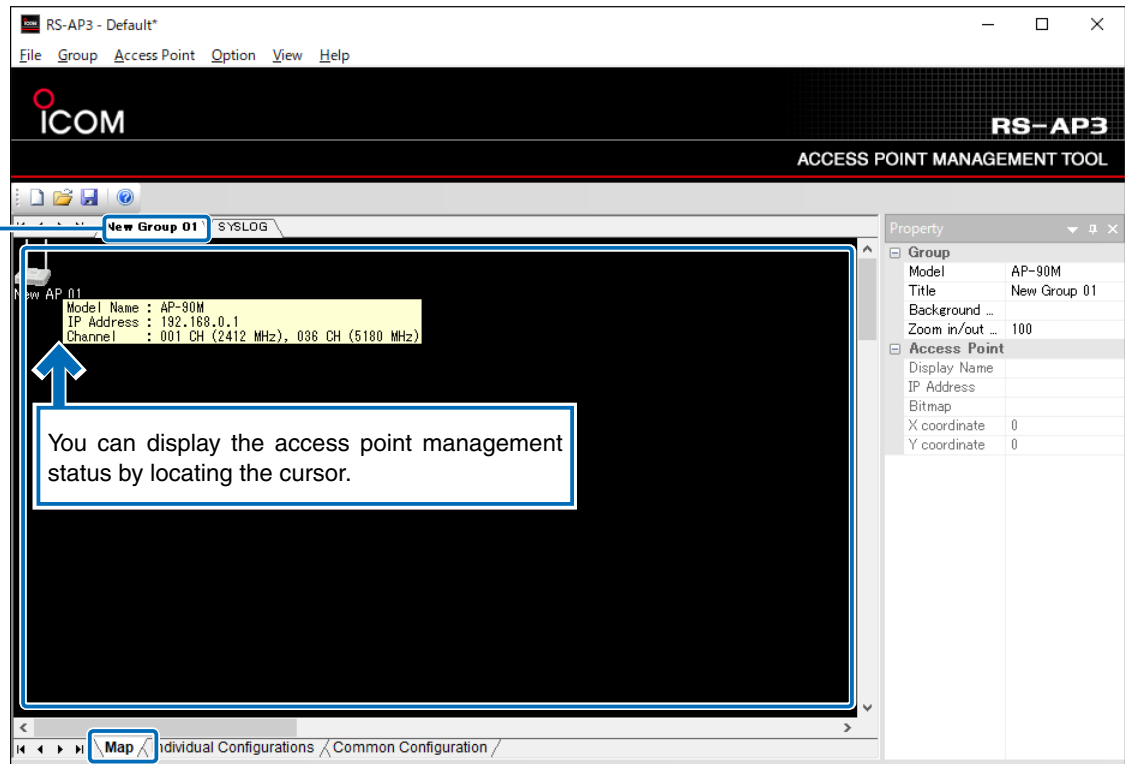 RS-AP3 - Default*
File Group Access Point Option View Help
ICOM
RS-AP3
ACCESS POINT MANAGEMENT TOOL
New Group 01 SYSLOG
Property
Group
Model AP-90M
Title New Group 01
Background ...
Zoom in/out ... 100
Access Point
Display Name
IP Address
Bitmap
X coordinate 0
Y coordinate 0
New AP 01
Model Name : AP-90M
IP Address : 192.168.0.1
Channel : 001 CH (2412 MHz), 036 CH (5180 MHz)
You can display the access point management
status by locating the cursor.
Map Individual Configurations Common Configuration